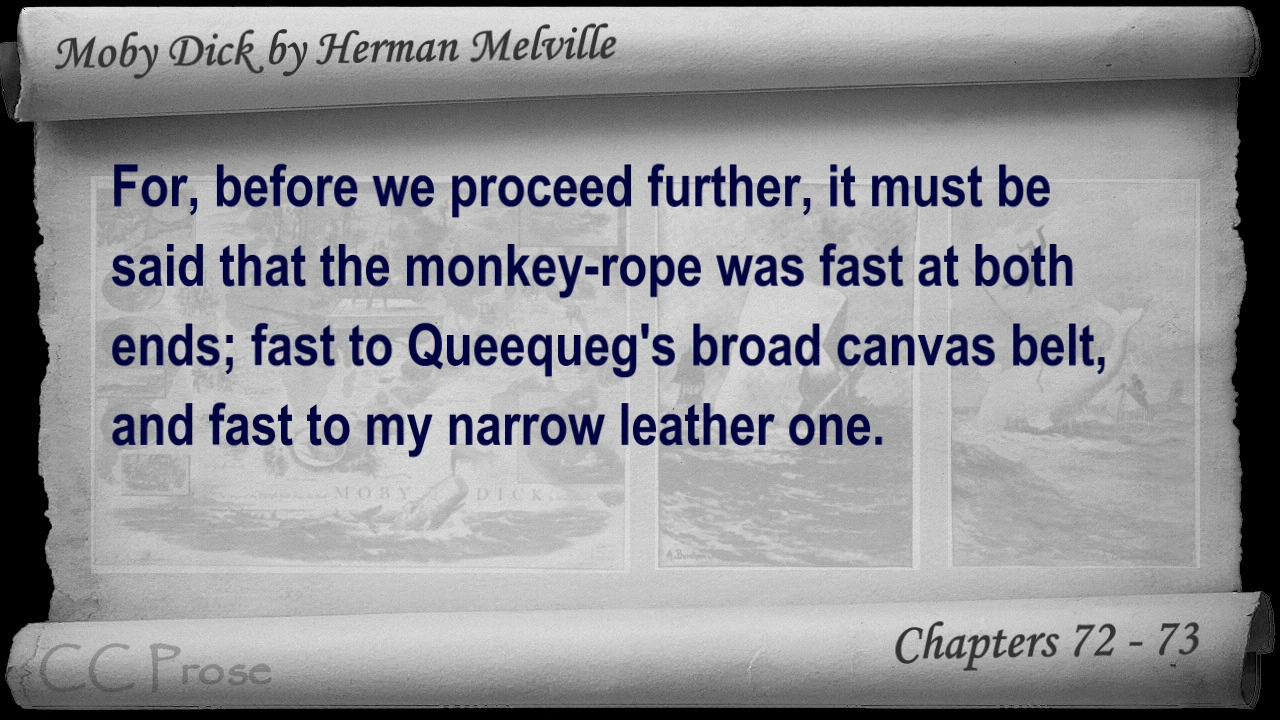 Moby Dick by Herman Melville
For, before we proceed further, it must be
said that the monkey-rope was fast at both
ends; fast to Queequeg's broad canvas belt,
and fast to my narrow leather one.
MOBY DICK
Chapters 72 - 73
CC Prose